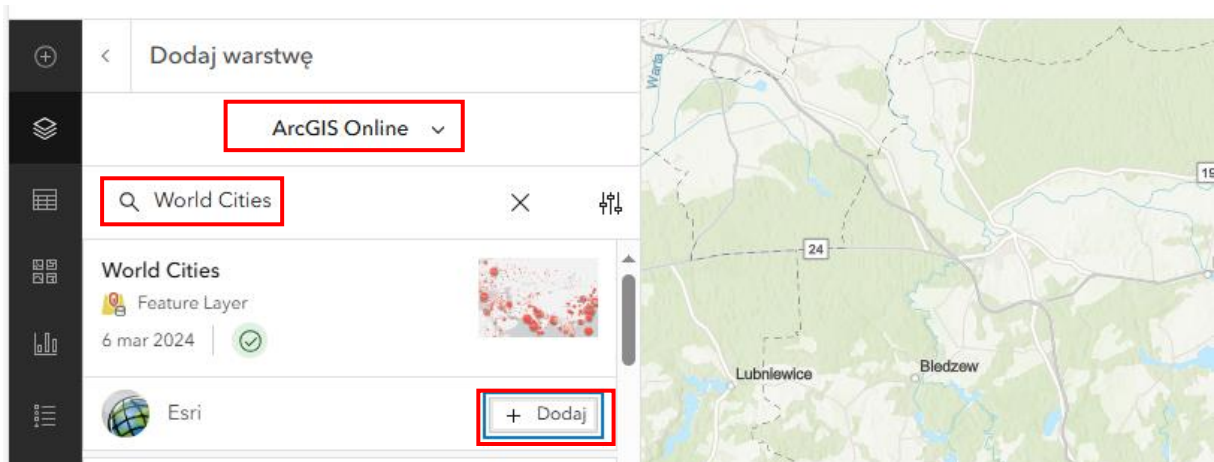 Dodaj warstwę
ArcGIS Online
World Cities
World Cities
Feature Layer
6 mar 2024
Esri
+ Dodaj
Warta
19
24
Lubniewice
Bledzew